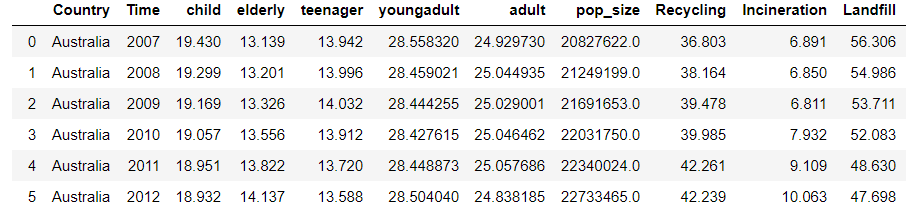 Country Time child elderly teenager youngadult adult pop_size Recycling Incineration Landfill
0 Australia 2007 19.430 13.139 13.942 28.558320 24.929730 20827622.0 36.803 6.891 56.306
1 Australia 2008 19.299 13.201 13.996 28.459021 25.044935 21249199.0 38.164 6.850 54.986
2 Australia 2009 19.169 13.326 14.032 28.444255 25.029001 21691653.0 39.478 6.811 53.711
3 Australia 2010 19.057 13.556 13.912 28.427615 25.046462 22031750.0 39.985 7.932 52.083
4 Australia 2011 18.951 13.822 13.720 28.448873 25.057686 22340024.0 42.261 9.109 48.630
5 Australia 2012 18.932 14.137 13.588 28.504040 24.838185 22733465.0 42.239 10.063 47.698